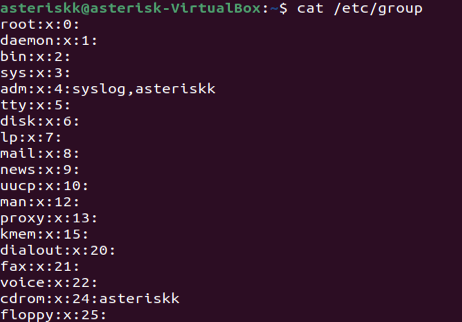 asteriskk@asterisk-VirtualBox:~$ cat /etc/group
root:x:0:
daemon:x:1:
bin:x:2:
sys:x:3:
adm:x:4:syslog,asteriskk
tty:x:5:
disk:x:6:
lp:x:7:
mail:x:8:
news:x:9:
uucp:x:10:
man:x:12:
proxy:x:13:
kmem:x:15:
dialout:x:20:
fax:x:21:
voice:x:22:
cdrom:x:24:asteriskk
floppy:x:25: